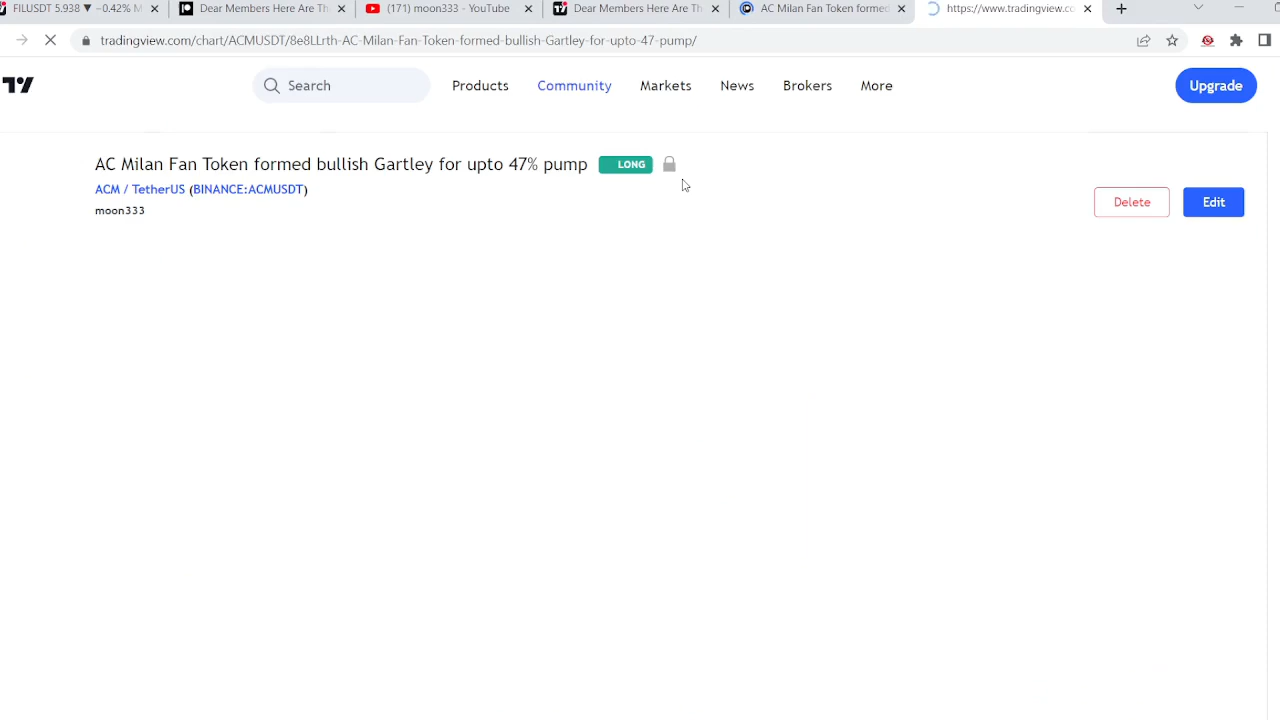 FILUSDT 5.938 ▼ −0.42% M
Dear Members Here Are Th
(171) moon333 - YouTube
Dear Members Here Are Th
AC Milan Fan Token formed
https://www.tradingview.co
tradingview.com/chart/ACMUSDT/8e8LLrth-AC-Milan-Fan-Token-formed-bullish-Gartley-for-upto-47-pump/
Search
Products
Community
Markets
News
Brokers
More
Upgrade
AC Milan Fan Token formed bullish Gartley for upto 47% pump
LONG
ACM / TetherUS (BINANCE:ACMUSDT)
moon333
Delete
Edit